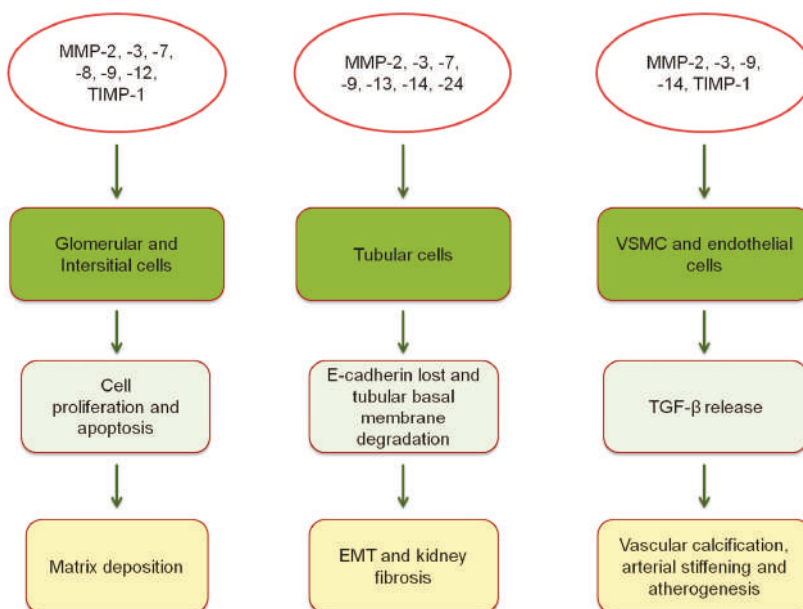 MMP-2, -3, -7,
-8, -9, -12,
TIMP-1
MMP-2, -3, -7,
-9, -13, -14, -24
MMP-2, -3, -9,
-14, TIMP-1
Glomerular and
Intersitial cells
Tubular cells
VSMC and endothelial
cells
Cell
proliferation and
apoptosis
E-cadherin lost and
tubular basal
membrane
degradation
TGF-β release
Matrix deposition
EMT and kidney
fibrosis
Vascular calcification,
arterial stiffening and
atherogenesis